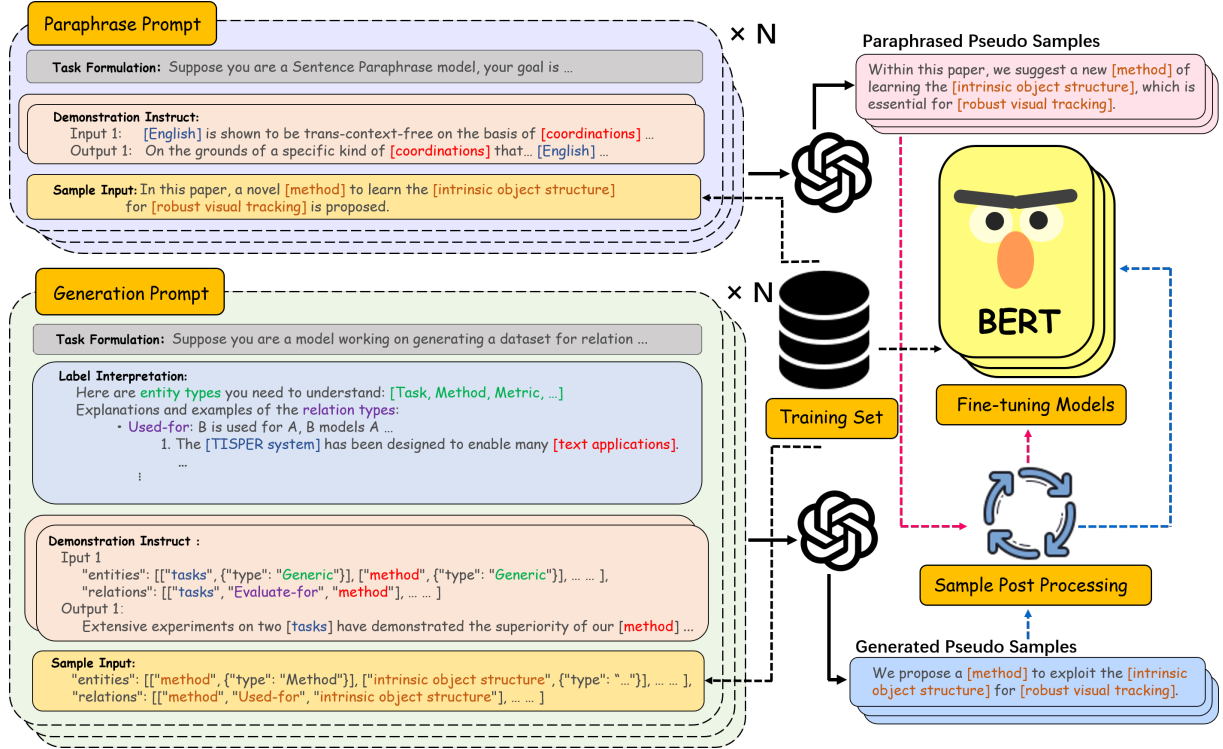 Paraphrase Prompt
× N
Task Formulation: Suppose you are a Sentence Paraphrase model, your goal is ...
Demonstration Instruct:
Input 1: [English] is shown to be trans-context-free on the basis of [coordinations] ...
Output 1: On the grounds of a specific kind of [coordinations] that... [English] ...
Sample Input: In this paper, a novel [method] to learn the [intrinsic object structure]
for [robust visual tracking] is proposed.
Paraphrased Pseudo Samples
Within this paper, we suggest a new [method] of
learning the [intrinsic object structure], which is
essential for [robust visual tracking].
BERT
Fine-tuning Models
Training Set
Generation Prompt
× N
Task Formulation: Suppose you are a model working on generating a dataset for relation ...
Label Interpretation:
Here are entity types you need to understand: [Task, Method, Metric, ...]
Explanations and examples of the relation types:
• Used-for: B is used for A, B models A ...
1. The [TISPER system] has been designed to enable many [text applications].
...
⋮
Demonstration Instruct :
Iput 1
"entities": [["tasks", {"type": "Generic"}], ["method", {"type": "Generic"}], ... ... ],
"relations": [["tasks", "Evaluate-for", "method"], ... ... ]
Output 1:
Extensive experiments on two [tasks] have demonstrated the superiority of our [method] ...
Sample Input:
"entities": [["method", {"type": "Method"}], ["intrinsic object structure", {"type": "..."}], ... ... ],
"relations": [["method", "Used-for", "intrinsic object structure"], ... ... ]
Sample Post Processing
Generated Pseudo Samples
We propose a [method] to exploit the [intrinsic
object structure] for [robust visual tracking].